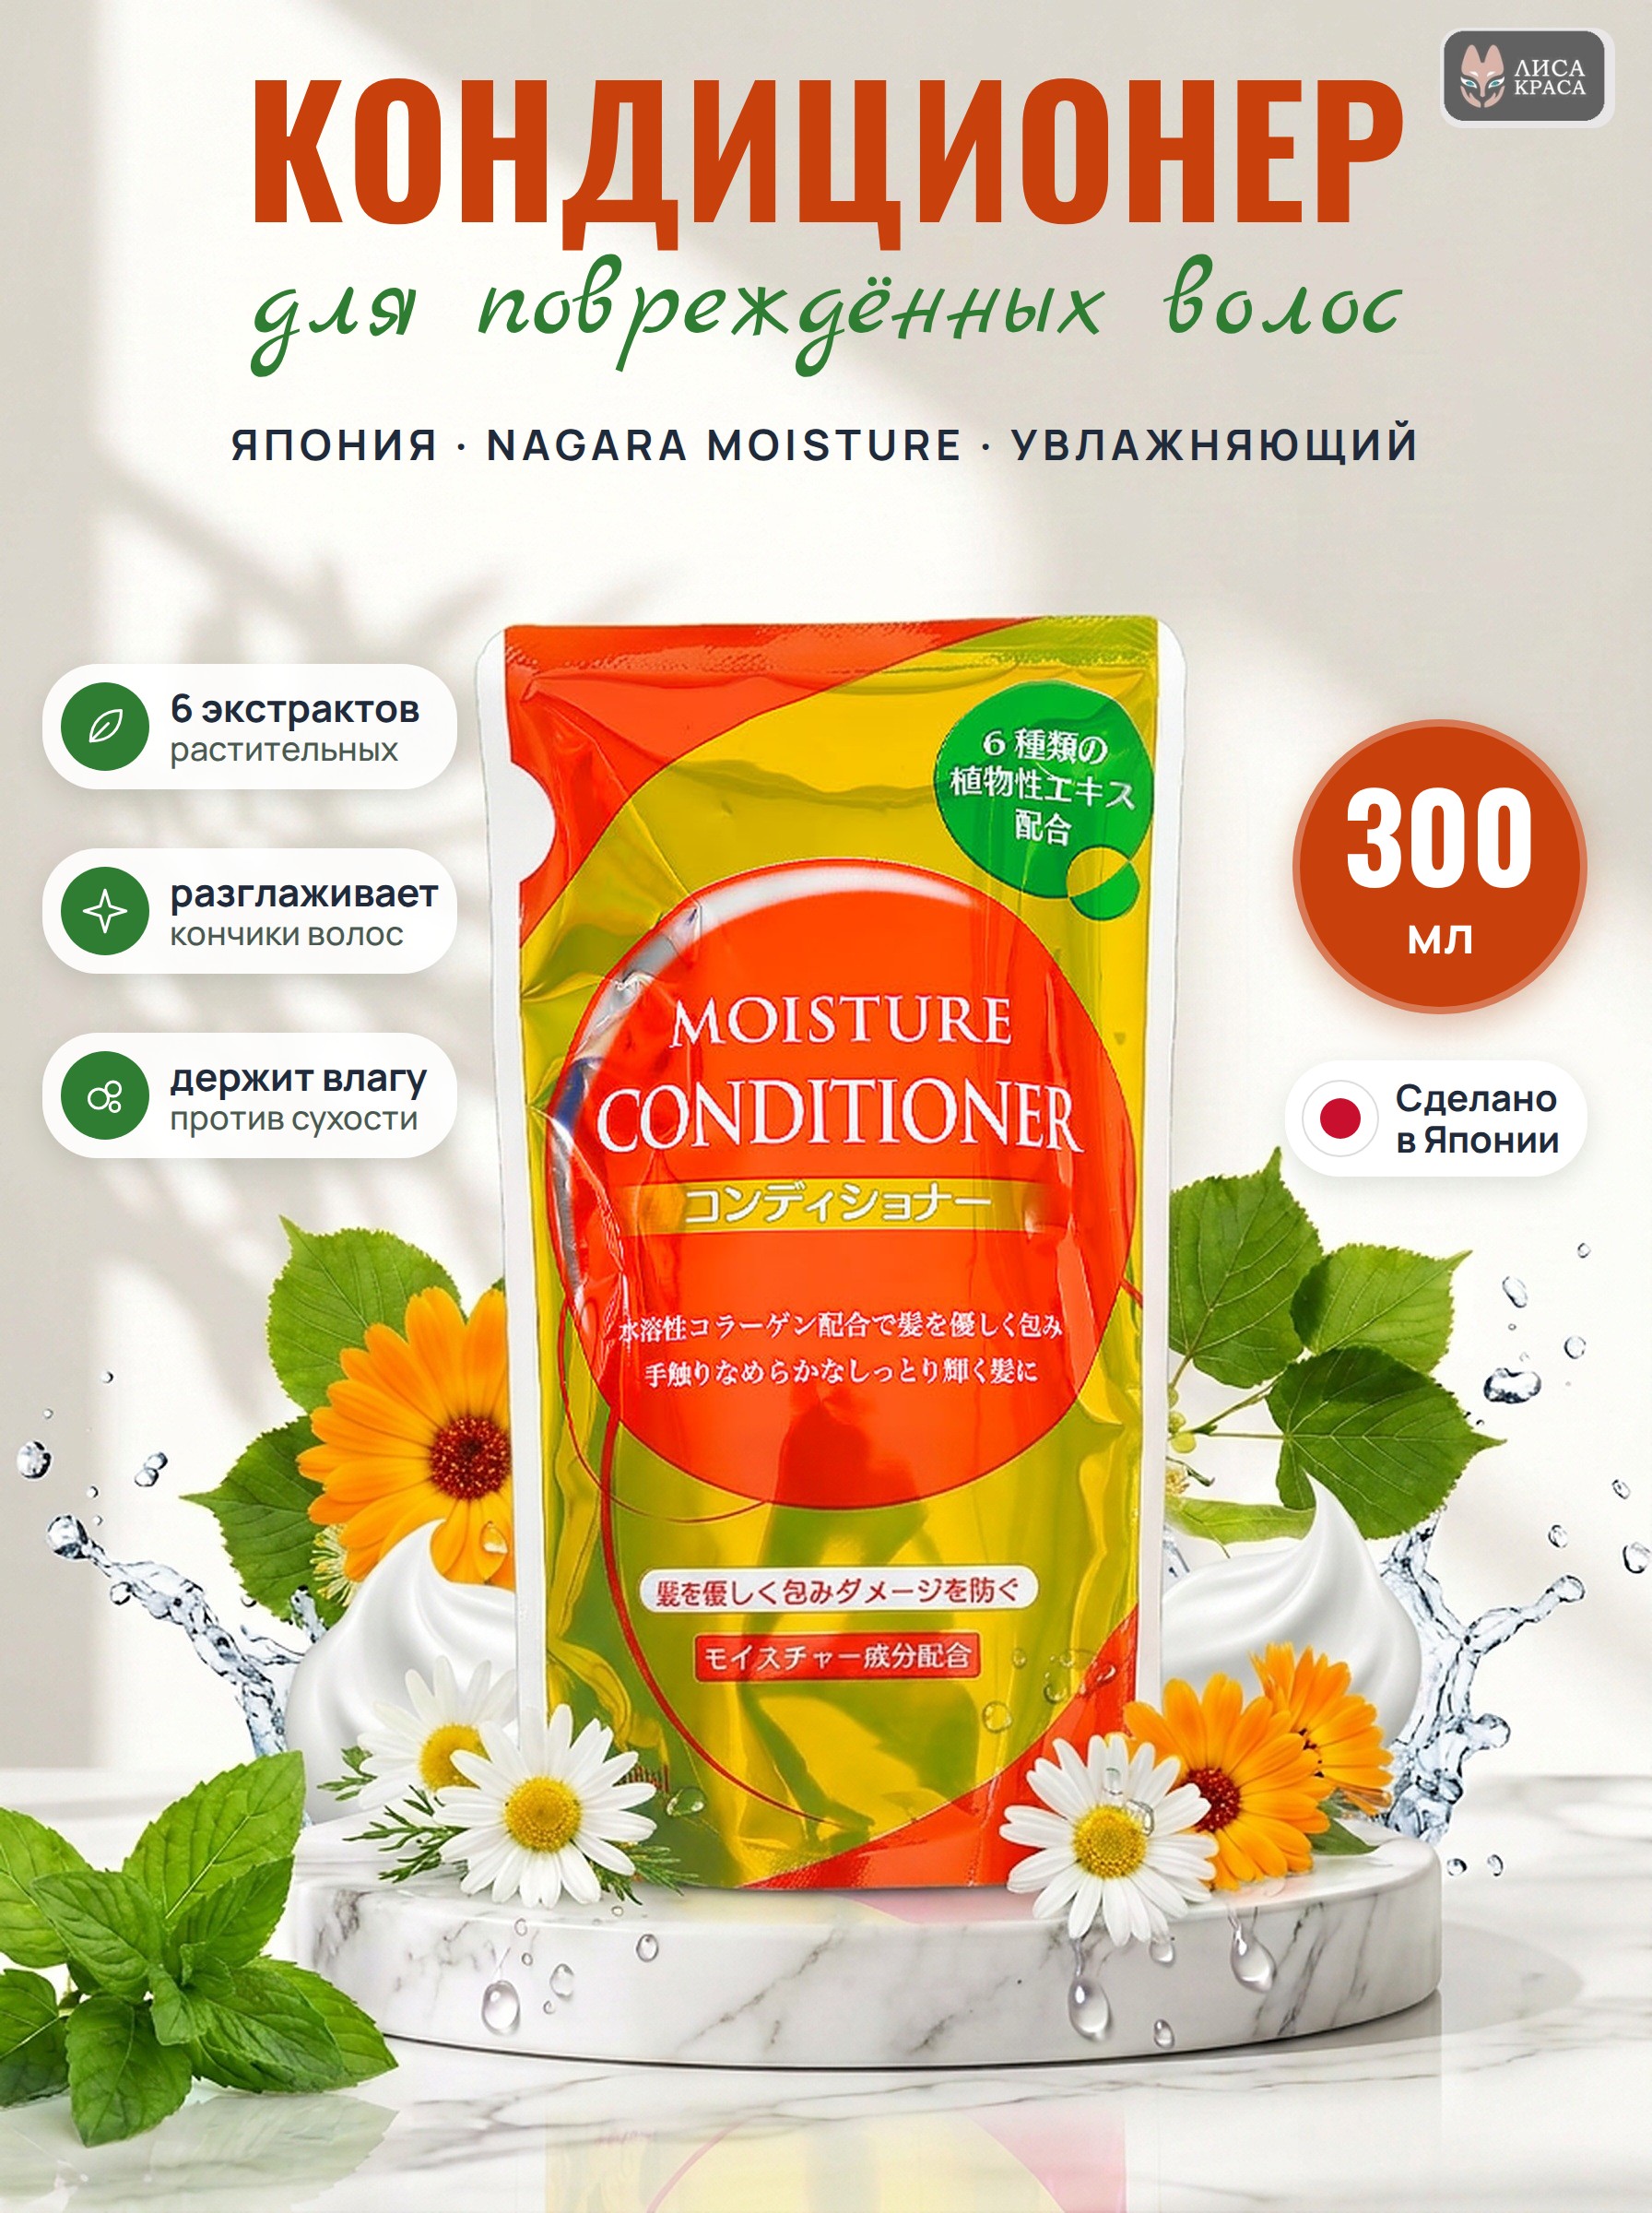 ЛИСА
КРАСА
КОНДИЦИОНЕР
для повреждённых волос
ЯПОНИЯ · NAGARA MOISTURE · УВЛАЖНЯЮЩИЙ
6 экстрактов
растительных
разглаживает
кончики волос
держит влагу
против сухости
6 種類の
植物性エキス
配合
MOISTURE
CONDITIONER
コンディショナー
水溶性コラーゲン配合で髪を優しく包み
手触りなめらかなしっとり輝く髪に
髪を優しく包みダメージを防ぐ
モイスチャー成分配合
300
мл
Сделано
в Японии